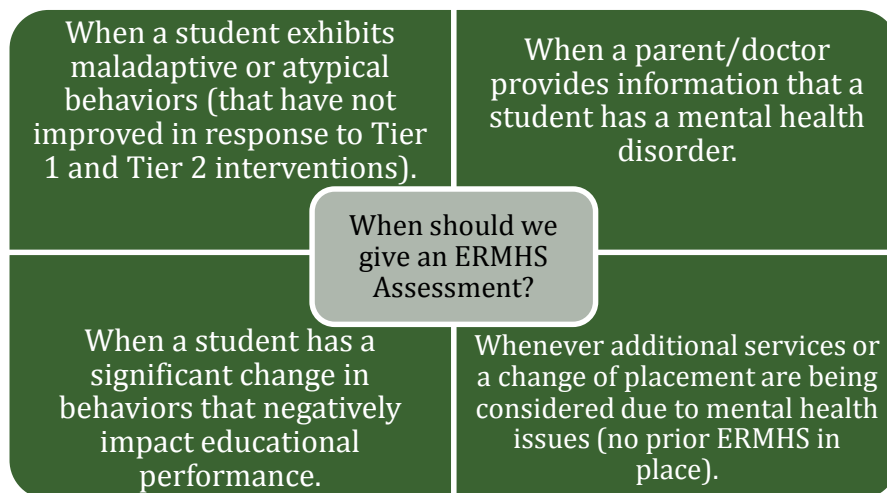 When a student exhibits
maladaptive or atypical
behaviors (that have not
improved in response to Tier
1 and Tier 2 interventions).
When a parent/doctor
provides information that a
student has a mental health
disorder.
When should we
give an ERMHS
Assessment?
When a student has a
significant change in
behaviors that negatively
impact educational
performance.
Whenever additional services or
a change of placement are being
considered due to mental health
issues (no prior ERMHS in
place).